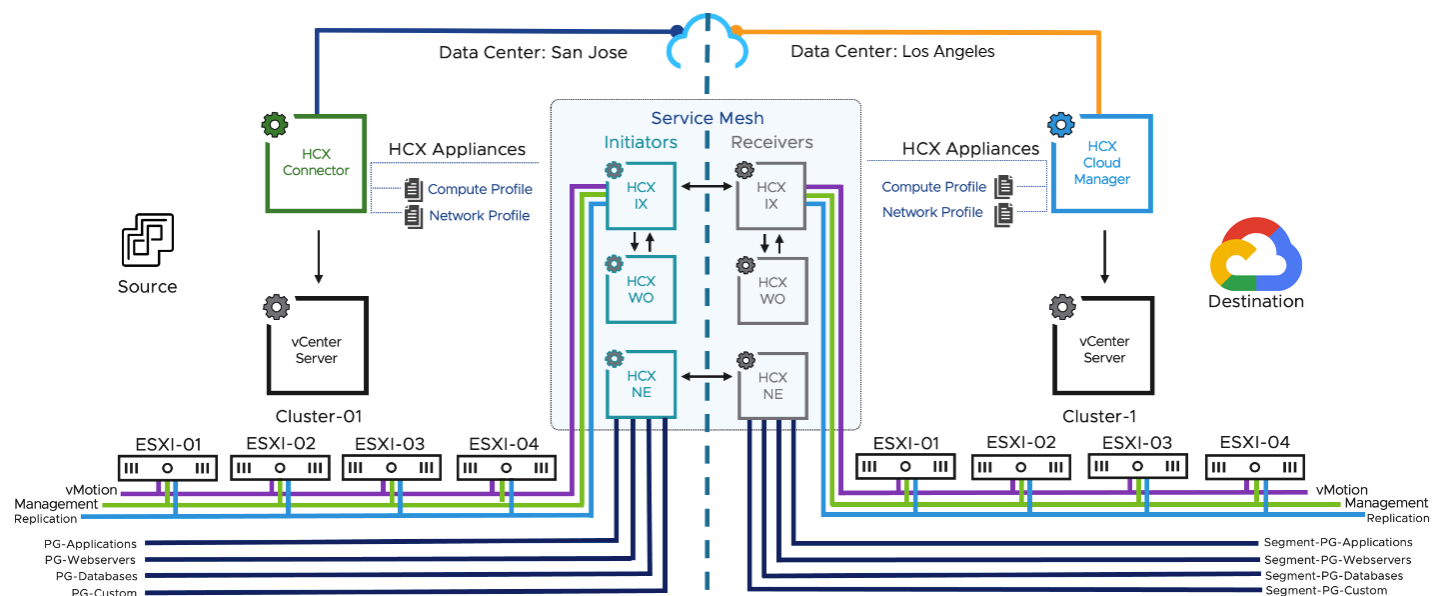 Data Center: San Jose
Data Center: Los Angeles
HCX
Connector
HCX Appliances
Compute Profile
Network Profile
Source
vCenter
Server
Cluster-01
ESXI-01
ESXI-02
ESXI-03
ESXI-04
vMotion
Management
Replication
PG-Applications
PG-Webservers
PG-Databases
PG-Custom
Service Mesh
Initiators
Receivers
HCX
IX
HCX
IX
HCX
WO
HCX
WO
HCX
NE
HCX
NE
HCX Appliances
Compute Profile
Network Profile
HCX
Cloud
Manager
Destination
vCenter
Server
Cluster-1
ESXI-01
ESXI-02
ESXI-03
ESXI-04
vMotion
Management
Replication
Segment-PG-Applications
Segment-PG-Webservers
Segment-PG-Databases
Segment-PG-Custom